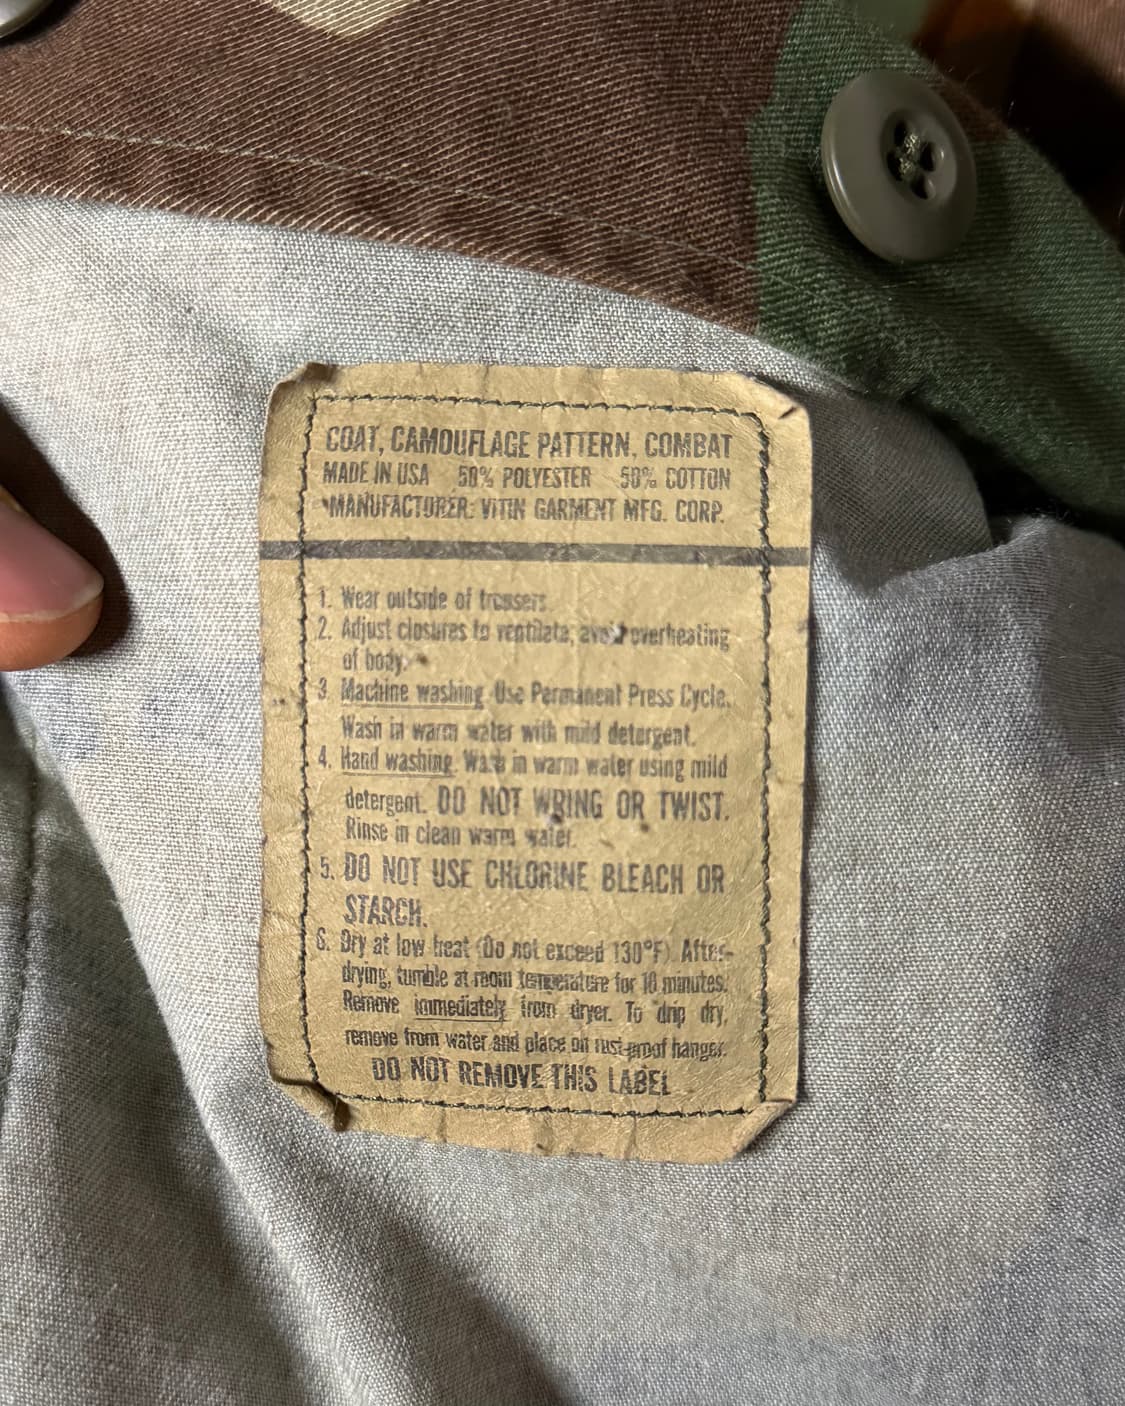 COAT, CAMOUFLAGE PATTERN, COMBAT
MADE IN USA 50% POLYESTER 50% COTTON
MANUFACTURER: VITIN GARMENT MFG. CORP.
1. Wear outside of trousers.
2. Adjust closures to ventilate, avoid overheating
of body.
3. Machine washing Use Permanent Press Cycle.
Wash in warm water with mild detergent.
4. Hand washing. Wash in warm water using mild
detergent. DO NOT WRING OR TWIST.
Rinse in clean warm water.
5. DO NOT USE CHLORINE BLEACH OR
STARCH.
6. Dry at low heat (Do not exceed 130°F). After-
drying, tumble at room temperature for 10 minutes.
Remove immediately from dryer. To drip dry,
remove from water and place on rust-proof hanger.
DO NOT REMOVE THIS LABEL